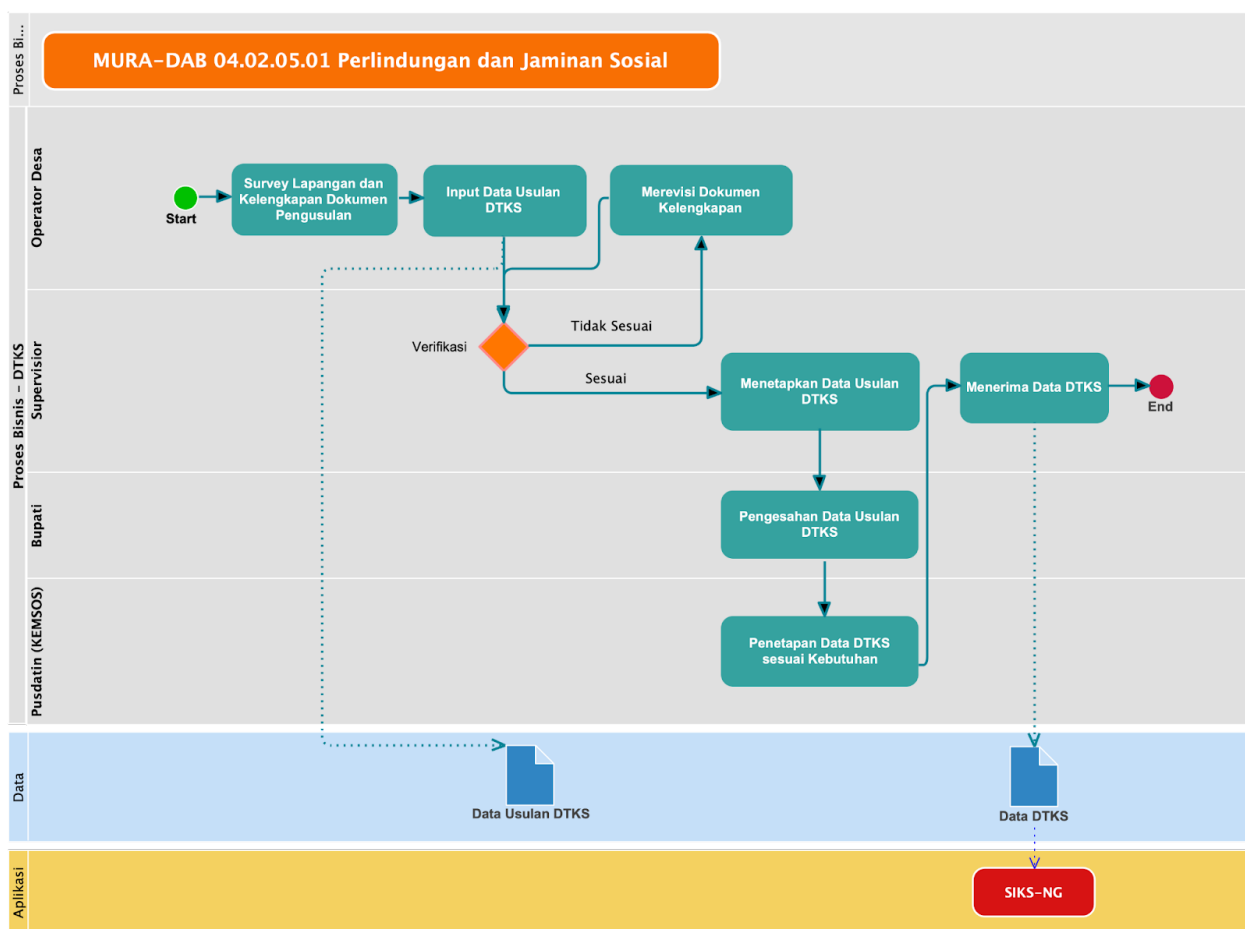 Proses Bi...
MURA-DAB 04.02.05.01 Perlindungan dan Jaminan Sosial
Proses Bisnis - DTKS
Operator Desa
Start
Survey Lapangan dan
Kelengkapan Dokumen
Pengusulan
Input Data Usulan
DTKS
Merevisi Dokumen
Kelengkapan
Supervisior
Verifikasi
Tidak Sesuai
Sesuai
Menetapkan Data Usulan
DTKS
Menerima Data DTKS
End
Bupati
Pengesahan Data Usulan
DTKS
Pusdatin (KEMSOS)
Penetapan Data DTKS
sesuai Kebutuhan
Data
Data Usulan DTKS
Data DTKS
Aplikasi
SIKS-NG